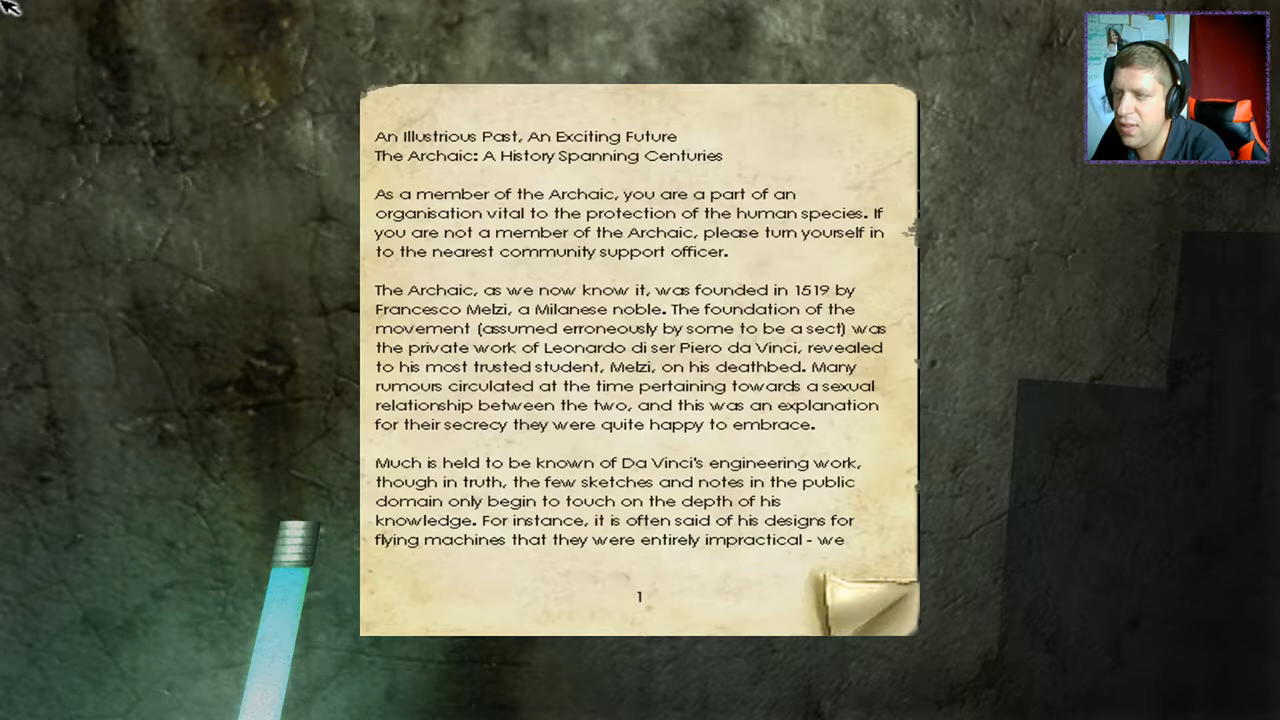 An Illustrious Past, An Exciting Future
The Archaic: A History Spanning Centuries
As a member of the Archaic, you are a part of an
organisation vital to the protection of the human species. If
you are not a member of the Archaic, please turn yourself in
to the nearest community support officer.
The Archaic, as we now know it, was founded in 1519 by
Francesco Melzi, a Milanese noble. The foundation of the
movement (assumed erroneously by some to be a sect) was
the private work of Leonardo di ser Piero da Vinci, revealed
to his most trusted student, Melzi, on his deathbed. Many
rumours circulated at the time pertaining towards a sexual
relationship between the two, and this was an explanation
for their secrecy they were quite happy to embrace.
Much is held to be known of Da Vinci's engineering work,
though in truth, the few sketches and notes in the public
domain only begin to touch on the depth of his
knowledge. For instance, it is often said of his designs for
flying machines that they were entirely impractical - we
1